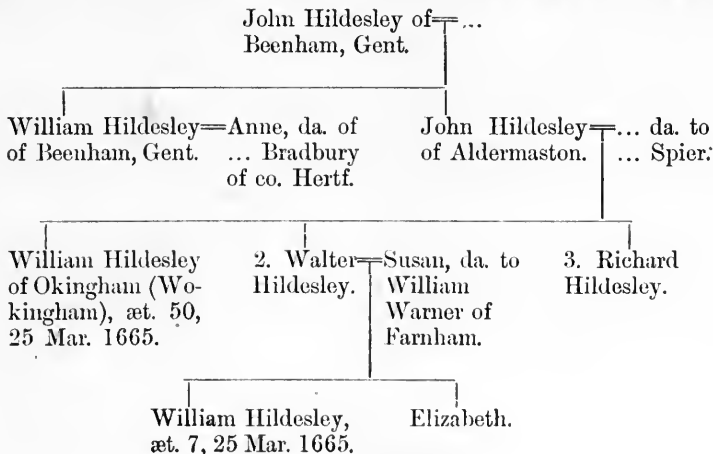 John Hildesley of = ...
Beenham, Gent.
William Hildesley = Anne, da. of
of Beenham, Gent. ... Bradbury
of co. Hertf.
John Hildesley = ... da. to
of Aldermaston. ... Spier.
William Hildesley
of Okingham (Wo-
kingham), æt. 50,
25 Mar. 1665.
2. Walter = Susan, da. to
Hildesley. William
Warner of
Farnham.
3. Richard
Hildesley.
William Hildesley,
æt. 7, 25 Mar. 1665.
Elizabeth.